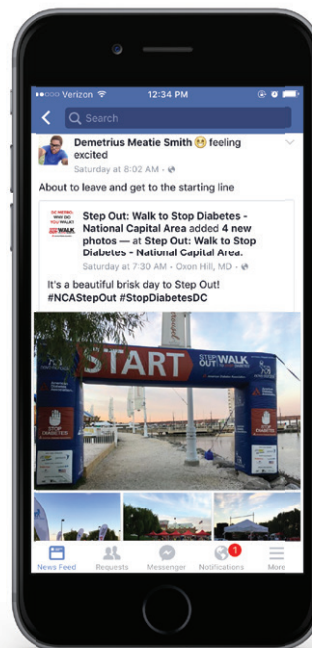 Verizon 12:34 PM
Search
Demetrius Meatie Smith 😁 feeling
excited
Saturday at 8:02 AM •
About to leave and get to the starting line
Step Out: Walk to Stop Diabetes -
National Capital Area added 4 new
photos — at Step Out: Walk to Stop
Diabetes - National Capital Area.
Saturday at 7:30 AM • Oxon Hill, MD •
It's a beautiful brisk day to Step Out!
#NCAStepOut #StopDiabetesDC
START
STEP OUT WALK
STOP
DIABETES
STOP
DIABETES
1
News Feed Requests Messenger Notifications More